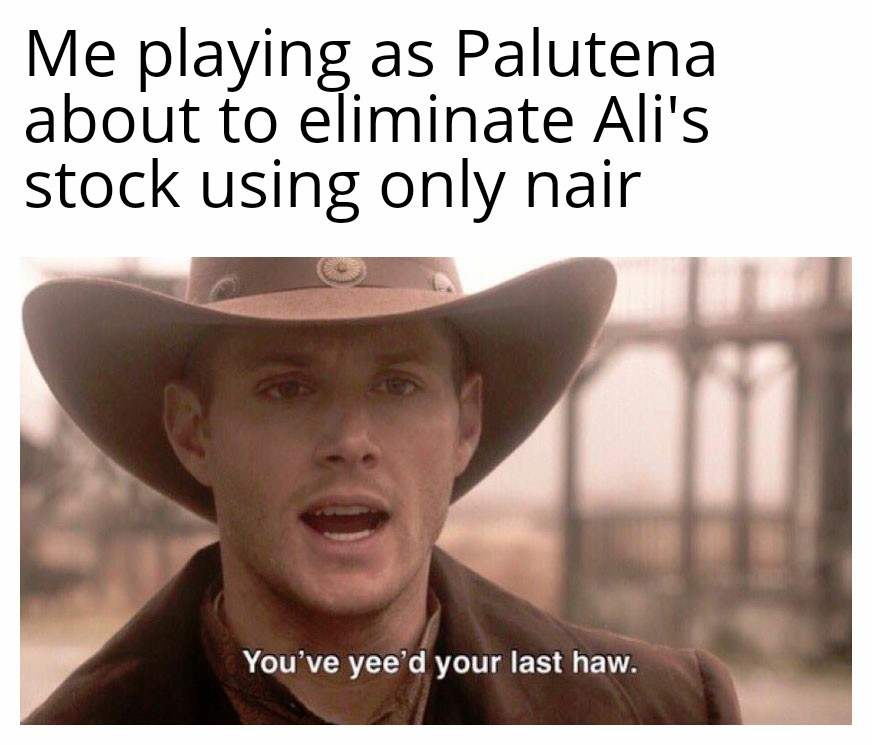 Me playing as Palutena
about to eliminate Ali's
stock using only nair
You've yee'd your last haw.